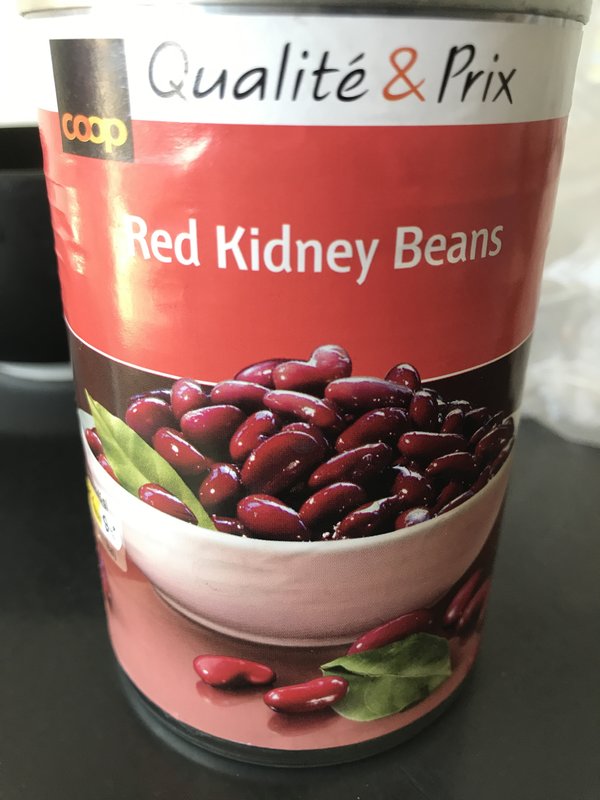 Qualité & Prix
coop
Red Kidney Beans